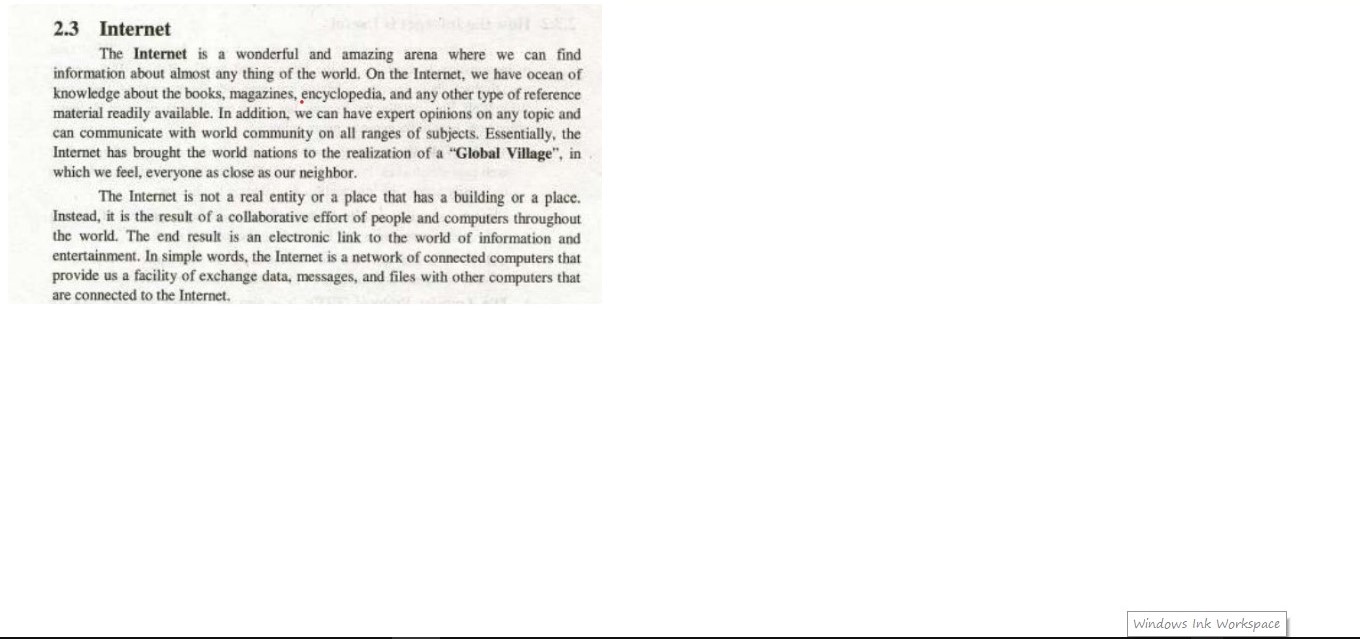 2.3 Internet
The Internet is a wonderful and amazing arena where we can find
information about almost any thing of the world. On the Internet, we have ocean of
knowledge about the books, magazines, encyclopedia, and any other type of reference
material readily available. In addition, we can have expert opinions on any topic and
can communicate with world community on all ranges of subjects. Essentially, the
Internet has brought the world nations to the realization of a “Global Village”, in
which we feel, everyone as close as our neighbor.
The Internet is not a real entity or a place that has a building or a place.
Instead, it is the result of a collaborative effort of people and computers throughout
the world. The end result is an electronic link to the world of information and
entertainment. In simple words, the Internet is a network of connected computers that
provide us a facility of exchange data, messages, and files with other computers that
are connected to the Internet.
Windows Ink Workspace